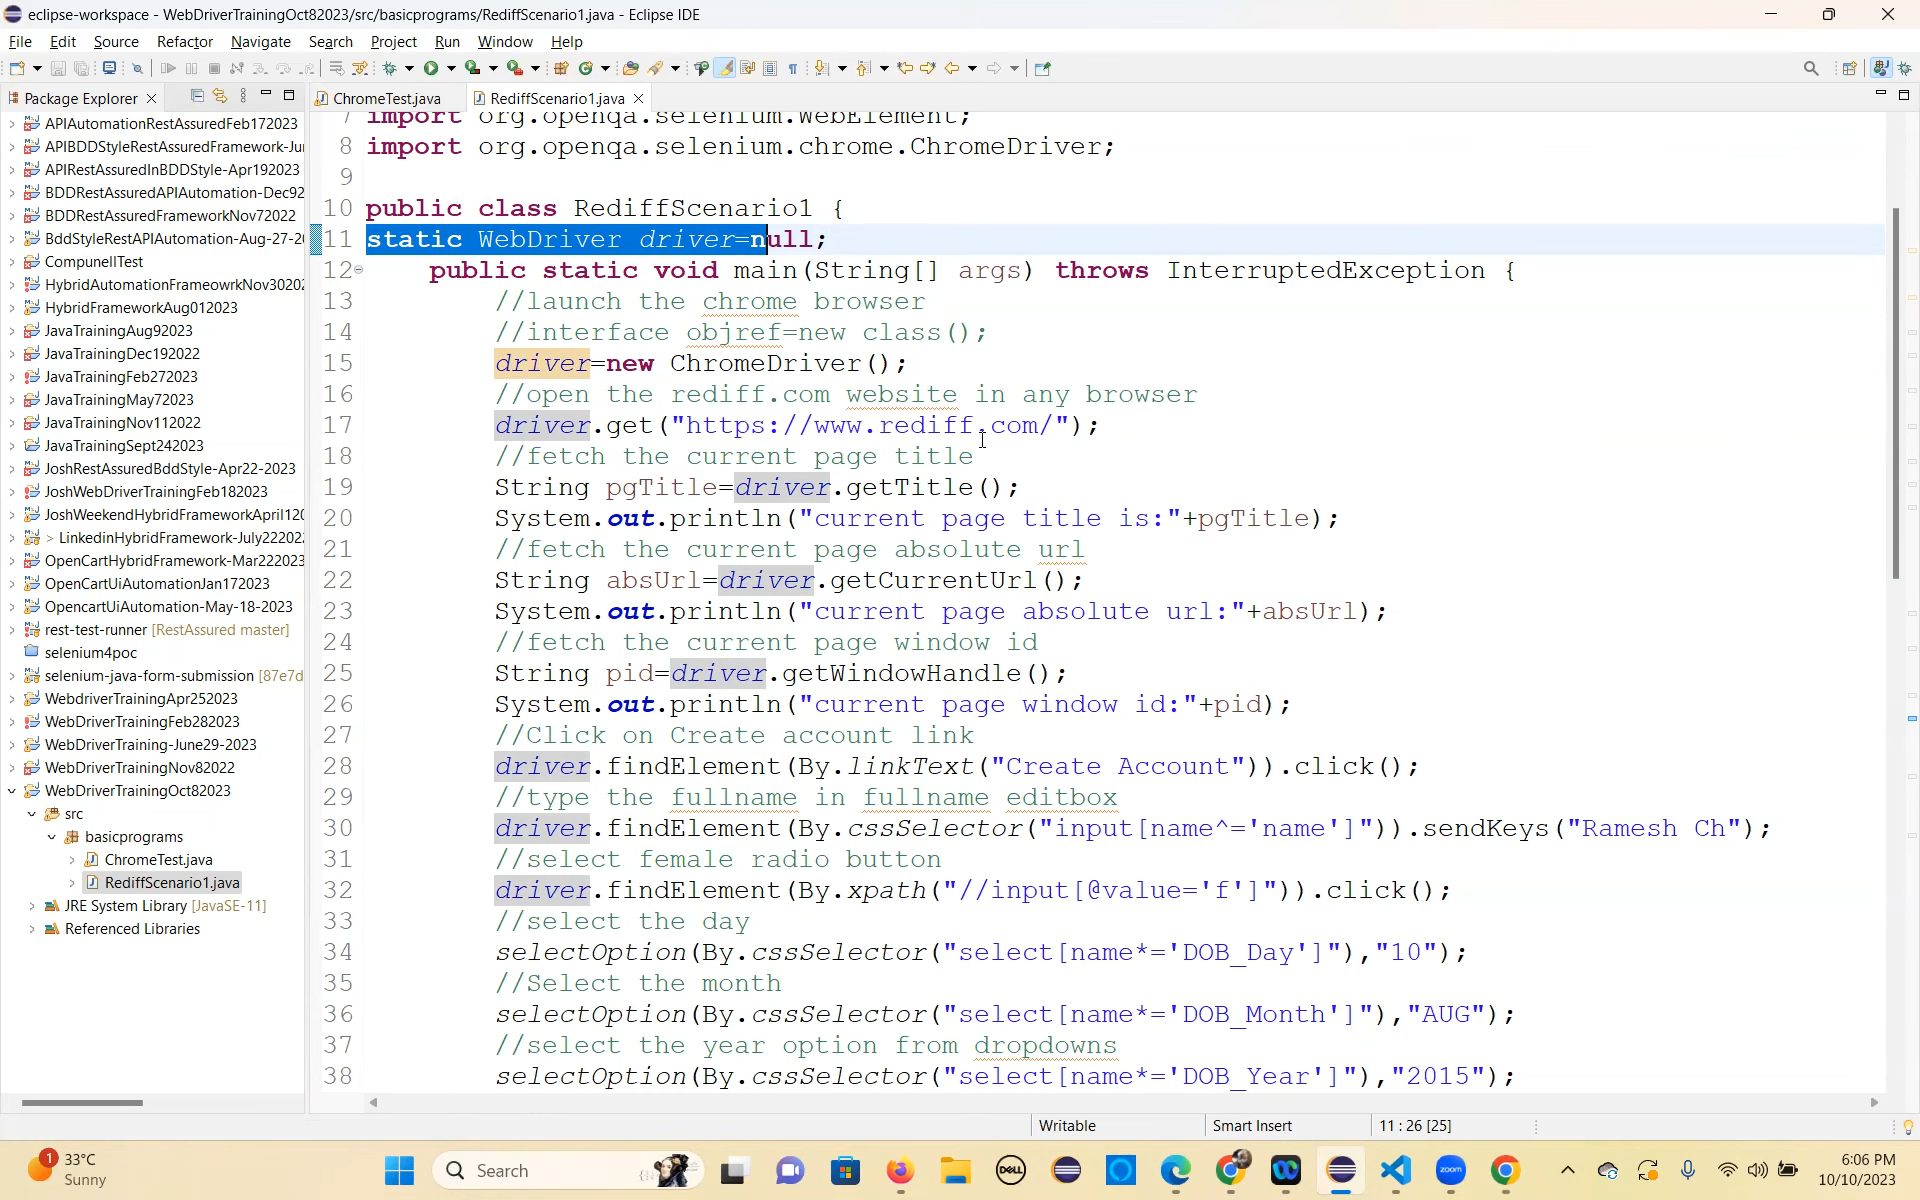 eclipse-workspace - WebDriverTrainingOct82023/src/basicprograms/RediffScenario1.java - Eclipse IDE
File Edit Source Refactor Navigate Search Project Run Window Help
Package Explorer
ChromeTest.java
RediffScenario1.java
APIAutomationRestAssuredFeb172023
APIBDDStyleRestAssuredFramework-Ju
APIRestAssuredInBDDStyle-Apr192023
BDDRestAssuredAPIAutomation-Dec92
BDDRestAssuredFrameworkNov72022
BddStyleRestAPIAutomation-Aug-27-2
CompunellTest
HybridAutomationFrameowrkNov3020
HybridFrameworkAug012023
JavaTrainingAug92023
JavaTrainingDec192022
JavaTrainingFeb272023
JavaTrainingMay72023
JavaTrainingNov112022
JavaTrainingSept242023
JoshRestAssuredBddStyle-Apr22-2023
JoshWebDriverTrainingFeb182023
JoshWeekendHybridFrameworkApril120
> LinkedinHybridFramework-July22202
OpenCartHybridFramework-Mar222023
OpenCartUiAutomationJan172023
OpencartUiAutomation-May-18-2023
rest-test-runner [RestAssured master]
selenium4poc
selenium-java-form-submission [87e7d
WebdriverTrainingApr252023
WebDriverTrainingFeb282023
WebDriverTraining-June29-2023
WebDriverTrainingNov82022
WebDriverTrainingOct82023
src
basicprograms
ChromeTest.java
RediffScenario1.java
JRE System Library [JavaSE-11]
Referenced Libraries
7 import org.openqa.selenium.WebElement;
8 import org.openqa.selenium.chrome.ChromeDriver;
9
10 public class RediffScenario1 {
11 static WebDriver driver=null;
12 public static void main(String[] args) throws InterruptedException {
13 //launch the chrome browser
14 //interface objref=new class();
15 driver=new ChromeDriver();
16 //open the rediff.com website in any browser
17 driver.get("https://www.rediff.com/");
18 //fetch the current page title
19 String pgTitle=driver.getTitle();
20 System.out.println("current page title is:"+pgTitle);
21 //fetch the current page absolute url
22 String absUrl=driver.getCurrentUrl();
23 System.out.println("current page absolute url:"+absUrl);
24 //fetch the current page window id
25 String pid=driver.getWindowHandle();
26 System.out.println("current page window id:"+pid);
27 //Click on Create account link
28 driver.findElement(By.linkText("Create Account")).click();
29 //type the fullname in fullname editbox
30 driver.findElement(By.cssSelector("input[name^='name']")).sendKeys("Ramesh Ch");
31 //select female radio button
32 driver.findElement(By.xpath("//input[@value='f']")).click();
33 //select the day
34 selectOption(By.cssSelector("select[name*='DOB_Day']"),"10");
35 //Select the month
36 selectOption(By.cssSelector("select[name*='DOB_Month']"),"AUG");
37 //select the year option from dropdowns
38 selectOption(By.cssSelector("select[name*='DOB_Year']"),"2015");
Writable
Smart Insert
11 : 26 [25]
1
33°C
Sunny
Search
DELL
zoom
6:06 PM
10/10/2023